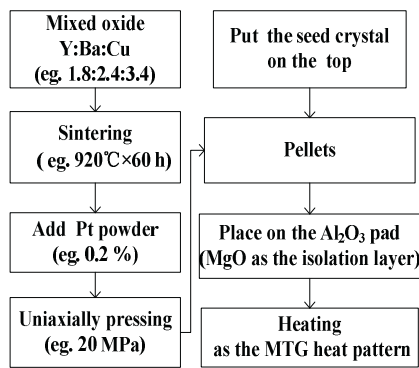 Mixed oxide
Y:Ba:Cu
(eg. 1.8:2.4:3.4)
Sintering
( eg. 920℃×60 h)
Add Pt powder
(eg. 0.2 %)
Uniaxially pressing
(eg. 20 MPa)
Put the seed crystal
on the top
Pellets
Place on the Al₂O₃ pad
(MgO as the isolation layer)
Heating
as the MTG heat pattern